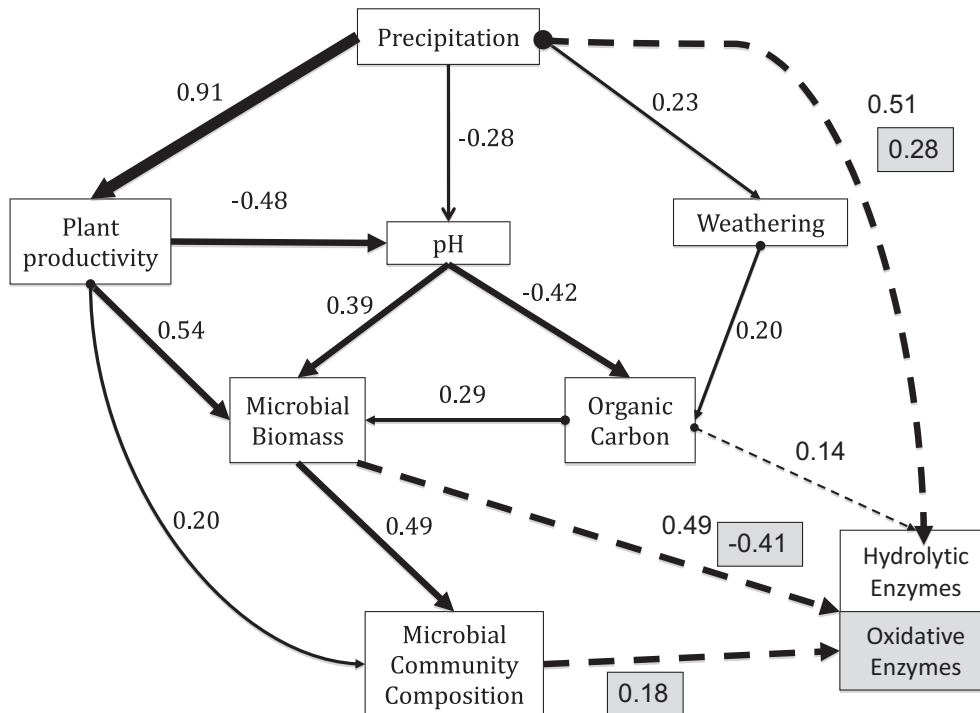 Precipitation
0.91
-0.28
0.23
0.51
0.28
Plant
productivity
-0.48
pH
Weathering
0.54
0.39
-0.42
0.20
Microbial
Biomass
0.29
Organic
Carbon
0.14
0.20
0.49
0.49
-0.41
Hydrolytic
Enzymes
Oxidative
Enzymes
Microbial
Community
Composition
0.18